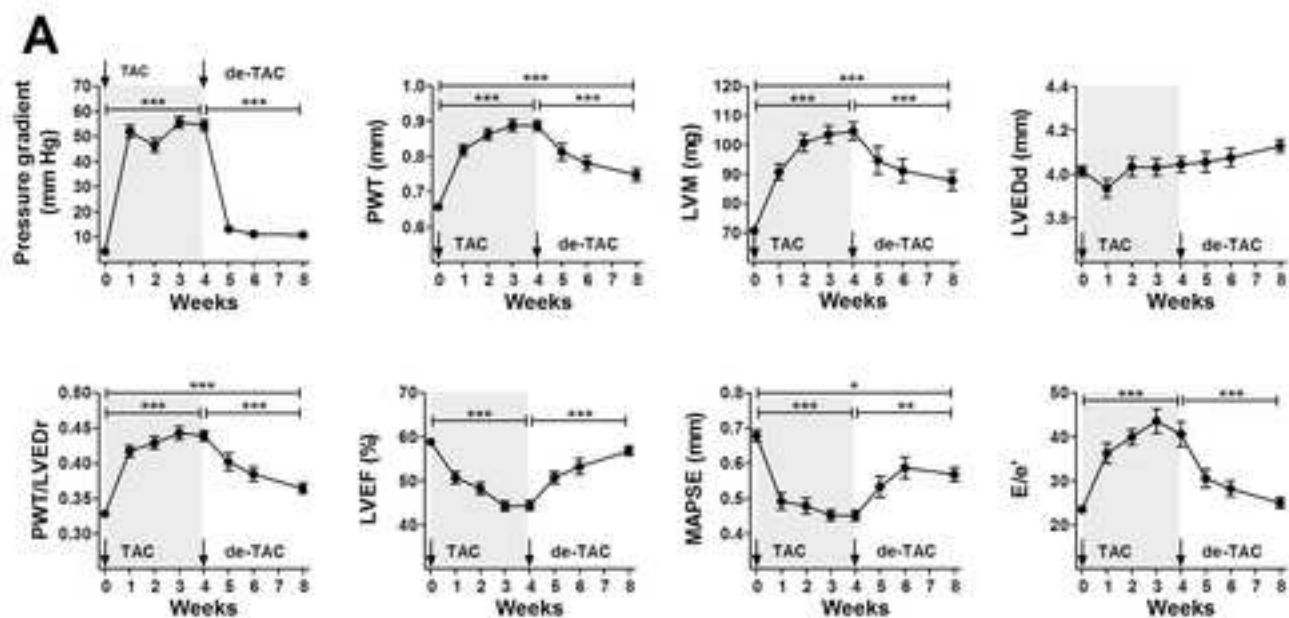 A
TAC de-TAC
Pressure gradient
(mm Hg)
70
60
50
40
30
20
10
*** ***
0 1 2 3 4 5 6 7 8
Weeks
PWT (mm)
1.0
0.9
0.8
0.7
0.6
***
*** ***
TAC de-TAC
0 1 2 3 4 5 6 7 8
Weeks
LVM (mg)
120
110
100
90
80
70
***
*** ***
TAC de-TAC
0 1 2 3 4 5 6 7 8
Weeks
LVEDd (mm)
4.4
4.2
4.0
3.8
TAC de-TAC
0 1 2 3 4 5 6 7 8
Weeks
PWT/LVEDr
0.50
0.45
0.40
0.35
0.30
***
*** ***
TAC de-TAC
0 1 2 3 4 5 6 7 8
Weeks
LVEF (%)
70
60
50
40
*** ***
TAC de-TAC
0 1 2 3 4 5 6 7 8
Weeks
MAPSE (mm)
0.8
0.7
0.6
0.5
0.4
*
*** **
TAC de-TAC
0 1 2 3 4 5 6 7 8
Weeks
E/e'
50
40
30
20
*** ***
TAC de-TAC
0 1 2 3 4 5 6 7 8
Weeks